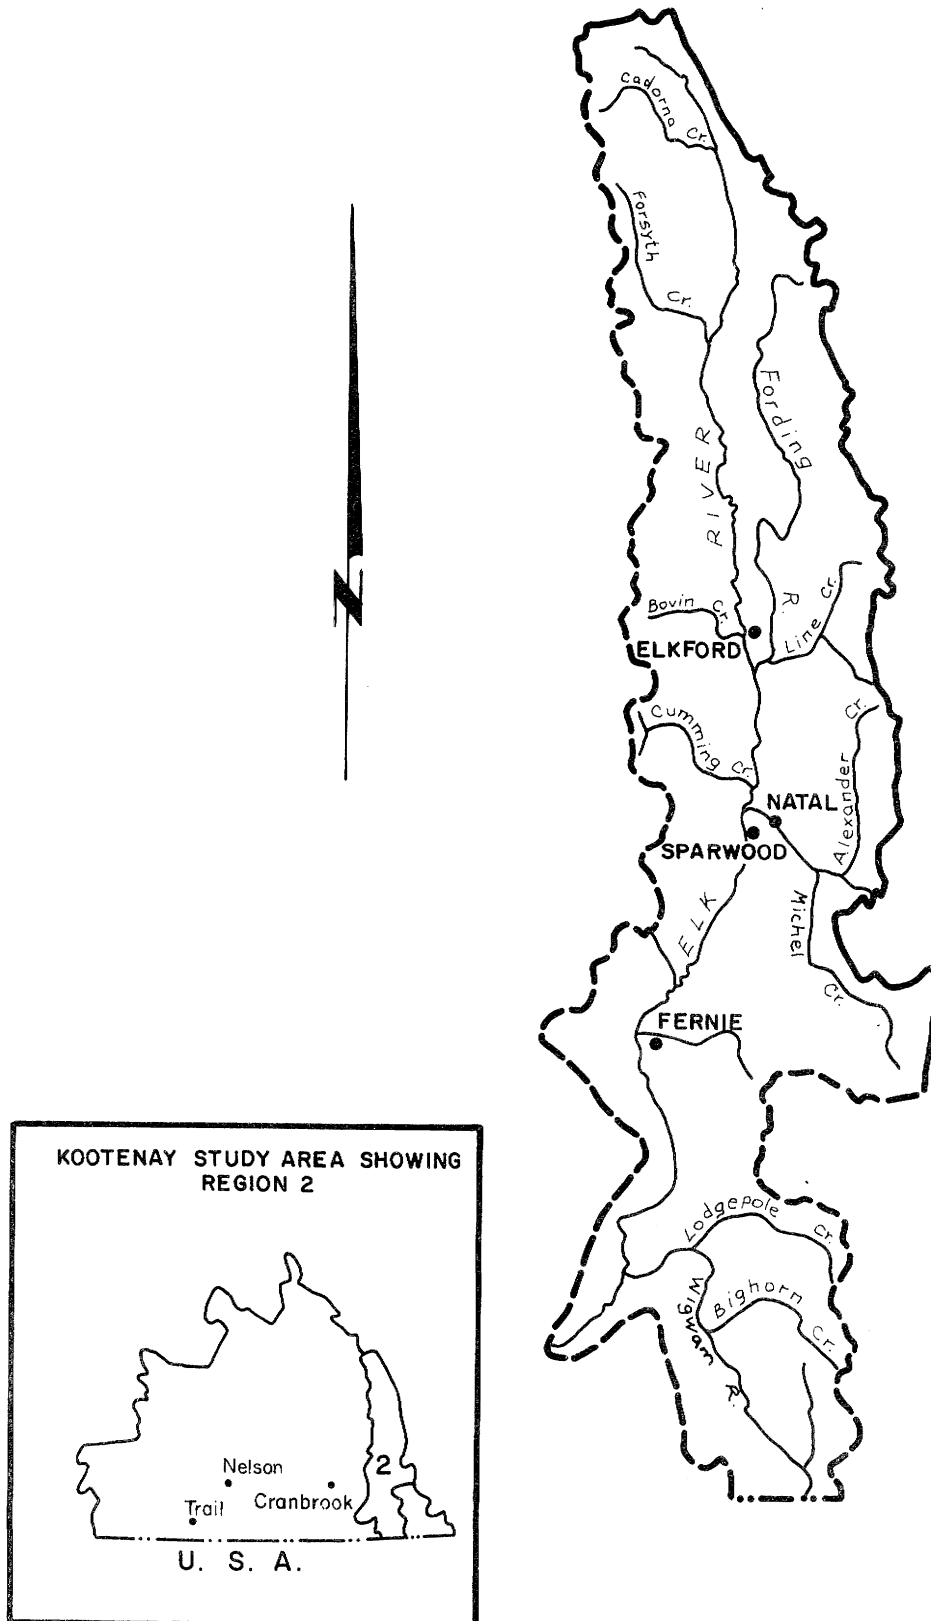 Cadorna Cr.
Forsyth Cr.
Fording R.
RIVER
Bovin Cr.
ELKFORD
Line Cr.
Cumming Cr.
Alexander Cr.
NATAL
SPARWOOD
ELK
Michel Cr.
FERNIE
Lodgepole Cr.
Wigwam R.
Bighorn Cr.
N
KOOTENAY STUDY AREA SHOWING
REGION 2
2
Nelson
Cranbrook
Trail
U. S. A.